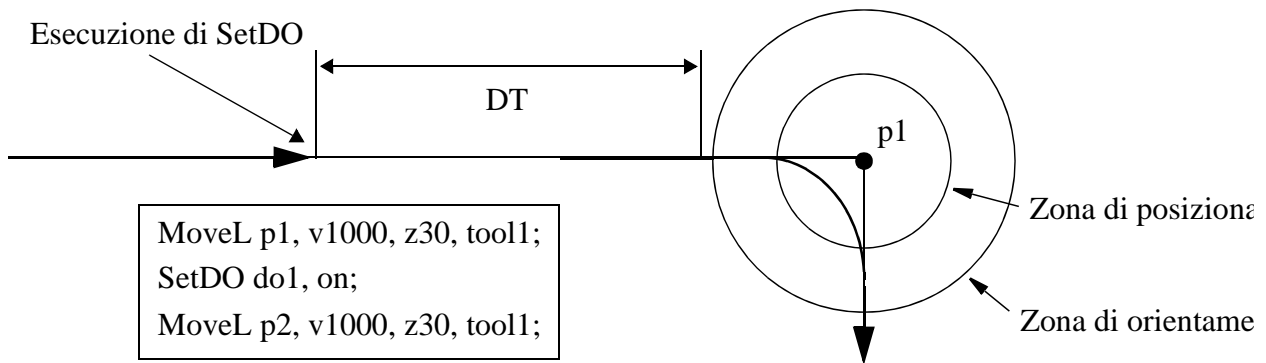 Esecuzione di SetDO
DT
p1
Zona di posiziona
MoveL p1, v1000, z30, tool1;
SetDO do1, on;
MoveL p2, v1000, z30, tool1;
Zona di orientame